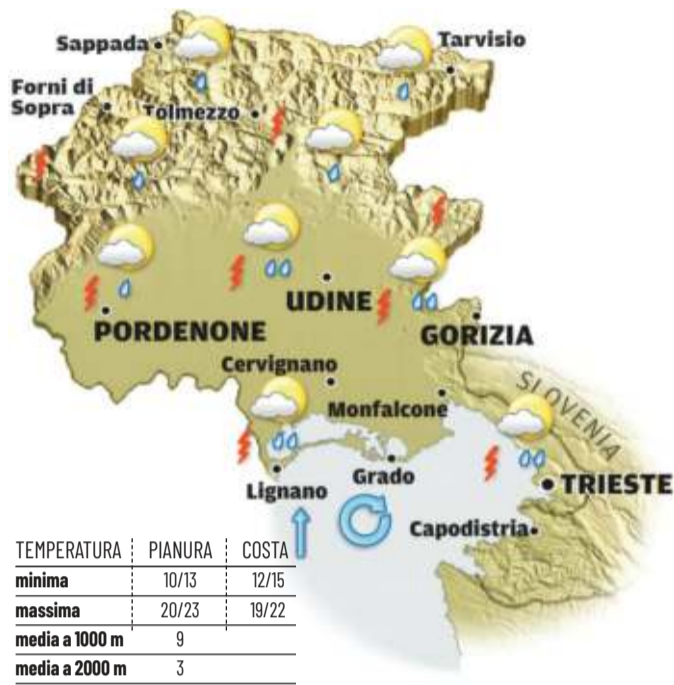 Sappada
Tarvisio
Forni di
Sopra
Tolmezzo
UDINE
PORDENONE
GORIZIA
Cervignano
SLOVENIA
Monfalcone
Grado
Lignano
TRIESTE
Capodistria
TEMPERATURA PIANURA COSTA
minima 10/13 12/15
massima 20/23 19/22
media a 1000 m 9
media a 2000 m 3